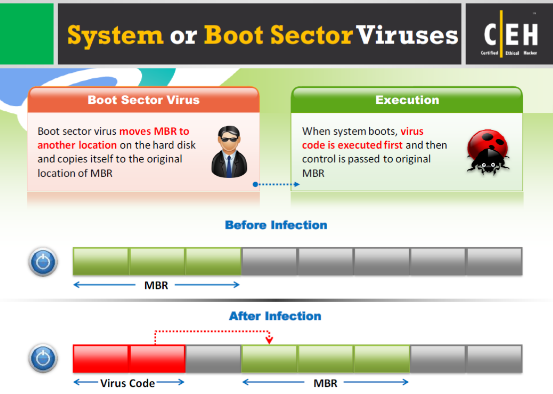 System or Boot Sector Viruses
C EH
Certified Ethical Hacker
Boot Sector Virus
Boot sector virus moves MBR to
another location on the hard disk
and copies itself to the original
location of MBR
Execution
When system boots, virus
code is executed first and then
control is passed to original
MBR
Before Infection
MBR
After Infection
Virus Code
MBR